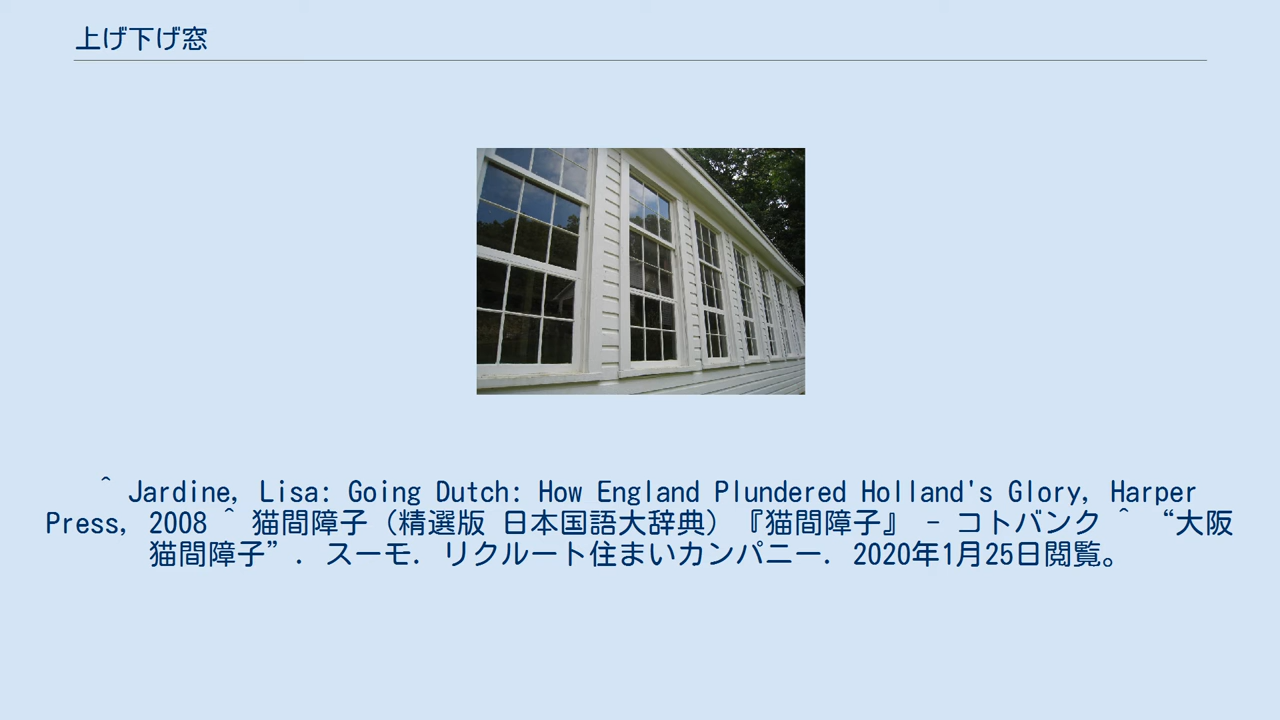 上げ下げ窓
^ Jardine, Lisa: Going Dutch: How England Plundered Holland's Glory, Harper
Press, 2008 ^ 猫間障子（精選版 日本国語大辞典）『猫間障子』 - コトバンク ^ “大阪
猫間障子”. スーモ. リクルート住まいカンパニー. 2020年1月25日閲覧。